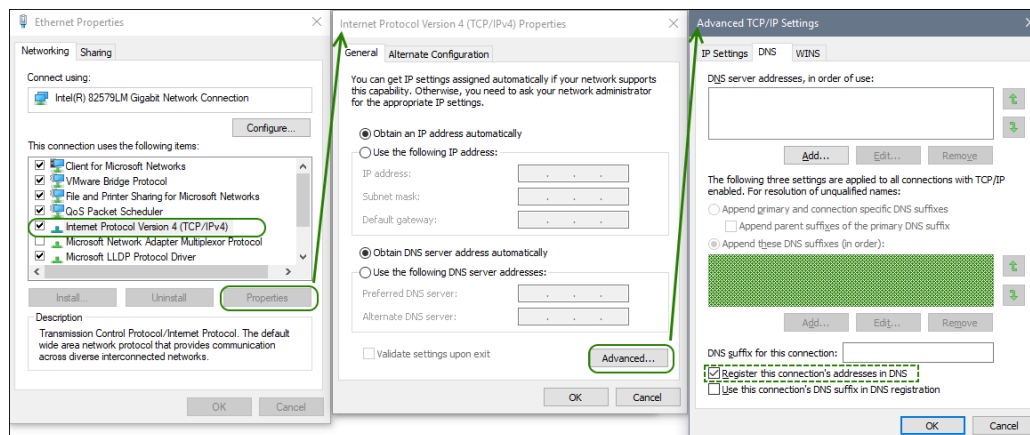 Ethernet Properties
Networking Sharing
Connect using:
Intel(R) 82579LM Gigabit Network Connection
Configure...
This connection uses the following items:
Client for Microsoft Networks
VMware Bridge Protocol
File and Printer Sharing for Microsoft Networks
QoS Packet Scheduler
Internet Protocol Version 4 (TCP/IPv4)
Microsoft Network Adapter Multiplexor Protocol
Microsoft LLDP Protocol Driver
Install... Uninstall Properties
Description
Transmission Control Protocol/Internet Protocol. The default
wide area network protocol that provides communication
across diverse interconnected networks.
OK Cancel
Internet Protocol Version 4 (TCP/IPv4) Properties
General Alternate Configuration
You can get IP settings assigned automatically if your network supports
this capability. Otherwise, you need to ask your network administrator
for the appropriate IP settings.
Obtain an IP address automatically
Use the following IP address:
IP address:
Subnet mask:
Default gateway:
Obtain DNS server address automatically
Use the following DNS server addresses:
Preferred DNS server:
Alternate DNS server:
Validate settings upon exit
Advanced...
OK Cancel
Advanced TCP/IP Settings
IP Settings DNS WINS
DNS server addresses, in order of use:
Add... Edit... Remove
The following three settings are applied to all connections with TCP/IP
enabled. For resolution of unqualified names:
Append primary and connection specific DNS suffixes
Append parent suffixes of the primary DNS suffix
Append these DNS suffixes (in order):
Add... Edit... Remove
DNS suffix for this connection:
Register this connection's addresses in DNS
Use this connection's DNS suffix in DNS registration
OK Cancel